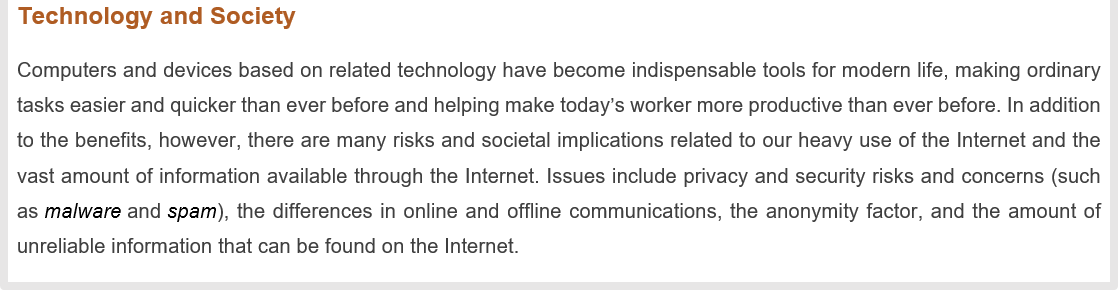 Technology and Society
Computers and devices based on related technology have become indispensable tools for modern life, making ordinary
tasks easier and quicker than ever before and helping make today’s worker more productive than ever before. In addition
to the benefits, however, there are many risks and societal implications related to our heavy use of the Internet and the
vast amount of information available through the Internet. Issues include privacy and security risks and concerns (such
as malware and spam), the differences in online and offline communications, the anonymity factor, and the amount of
unreliable information that can be found on the Internet.